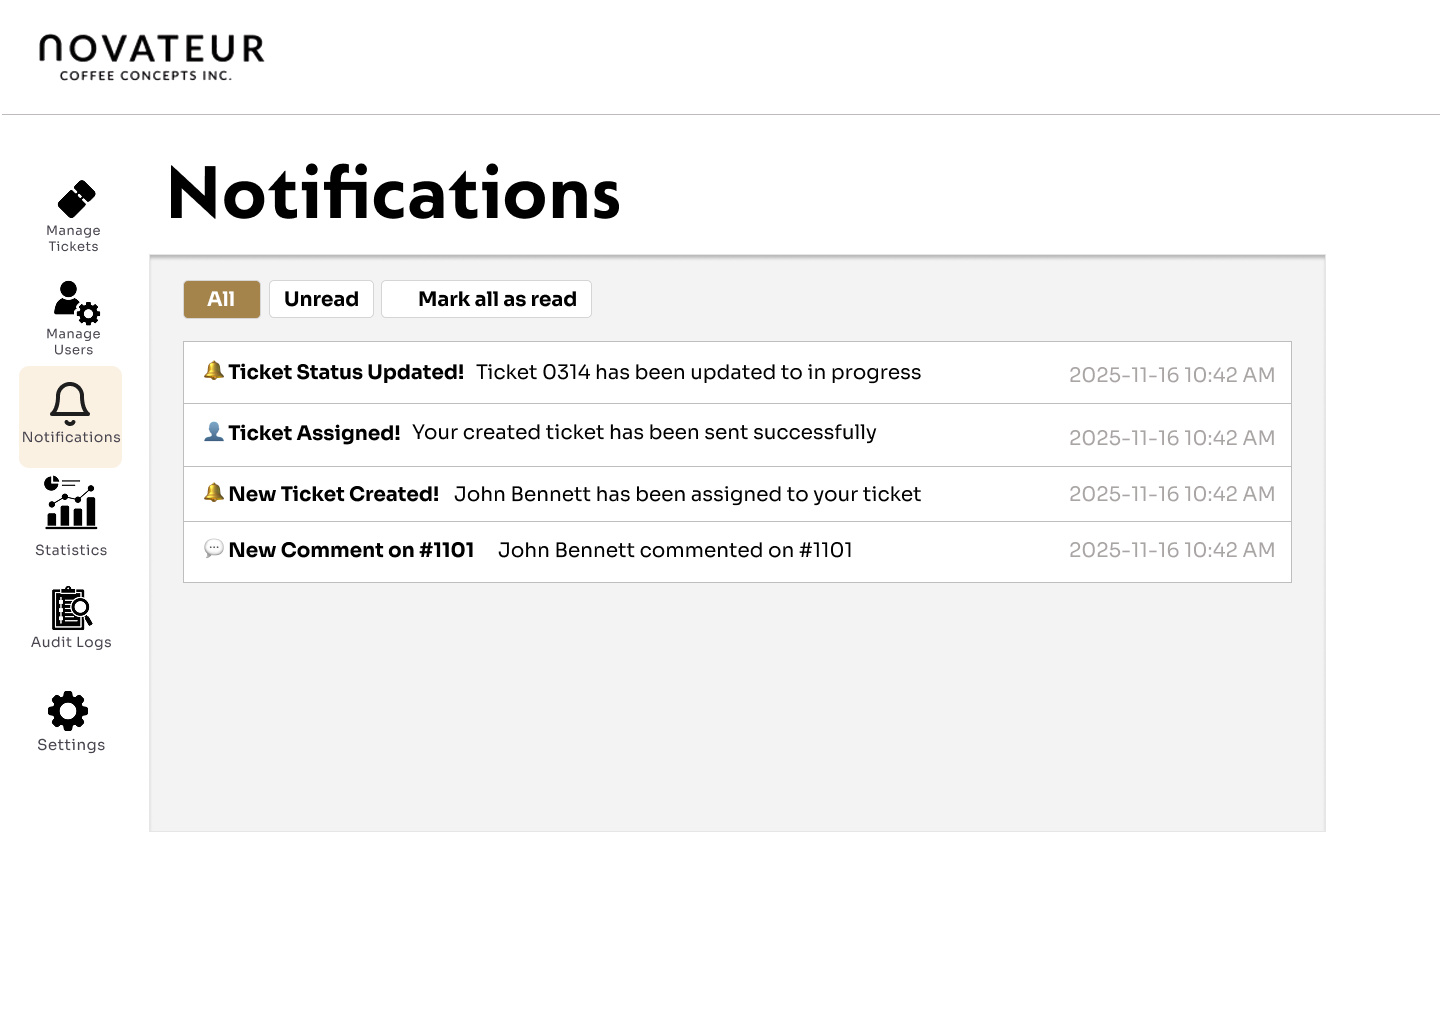 NOVATEUR
COFFEE CONCEPTS INC.
Notifications
Manage
Tickets
Manage
Users
Notifications
Statistics
Audit Logs
Settings
All Unread Mark all as read
Ticket Status Updated! Ticket 0314 has been updated to in progress 2025-11-16 10:42 AM
Ticket Assigned! Your created ticket has been sent successfully 2025-11-16 10:42 AM
New Ticket Created! John Bennett has been assigned to your ticket 2025-11-16 10:42 AM
New Comment on #1101 John Bennett commented on #1101 2025-11-16 10:42 AM